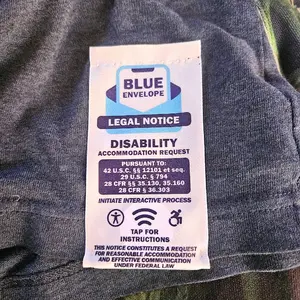 BLUE
ENVELOPE
LEGAL NOTICE
DISABILITY
ACCOMMODATION REQUEST
PURSUANT TO:
42 U.S.C. §§ 12101 et seq.
29 U.S.C. § 794
28 CFR §§ 35.130, 35.160
28 CFR § 36.303
INITIATE INTERACTIVE PROCESS
TAP FOR
INSTRUCTIONS
THIS NOTICE CONSTITUTES A REQUEST
FOR REASONABLE ACCOMMODATION
AND EFFECTIVE COMMUNICATION
UNDER FEDERAL LAW